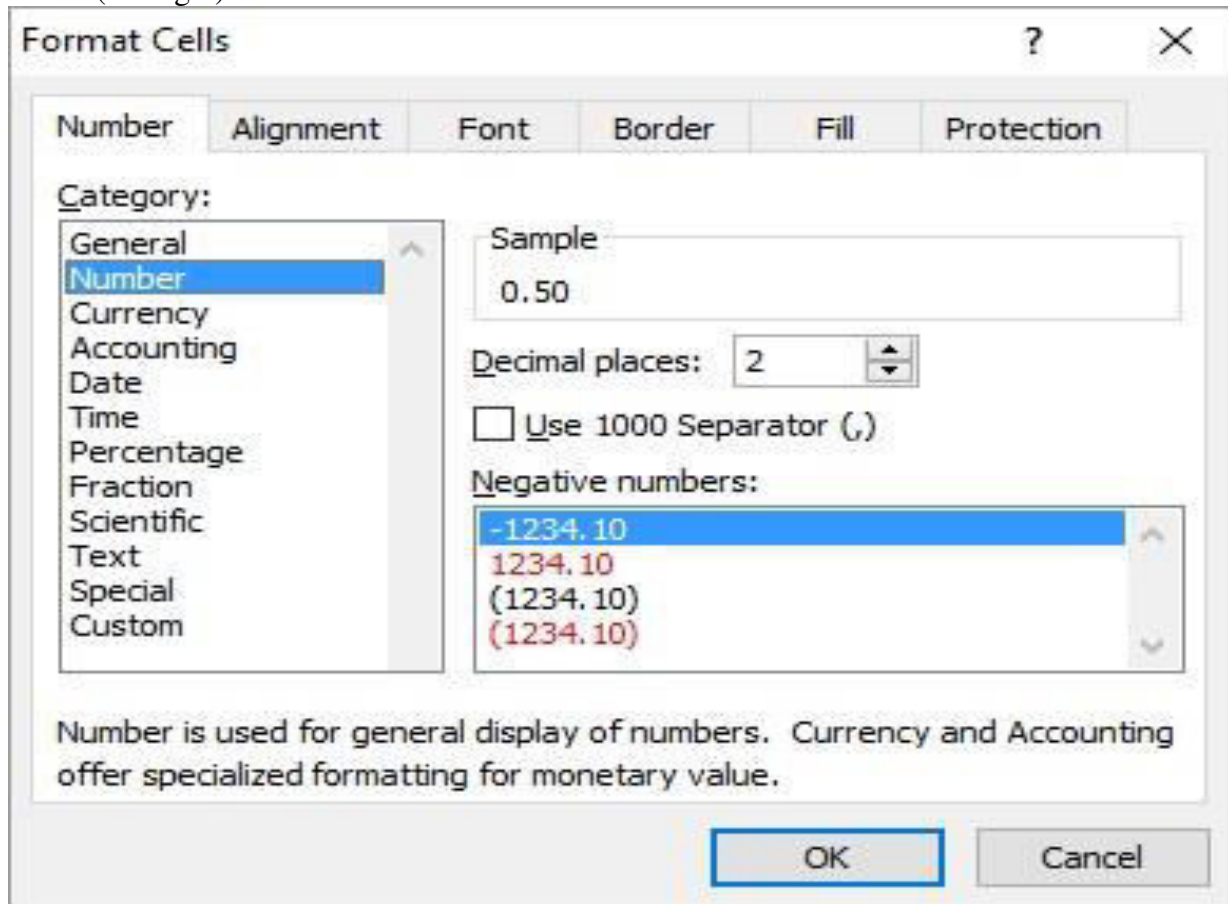 Format Cells ?
Number Alignment Font Border Fill Protection
Category:
General
Number
Currency
Accounting
Date
Time
Percentage
Fraction
Scientific
Text
Special
Custom
Sample
0.50
Decimal places: 2
Use 1000 Separator (,)
Negative numbers:
-1234.10
1234.10
(1234.10)
(1234.10)
Number is used for general display of numbers. Currency and Accounting
offer specialized formatting for monetary value.
OK Cancel